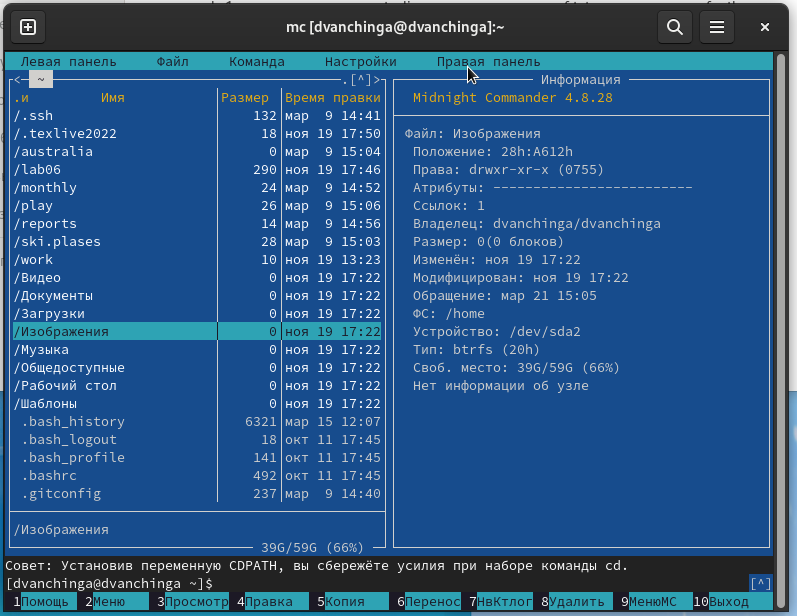 mc [dvanchinga@dvanchinga]:~
Левая панель Файл Команда Настройки Правая панель
<- ~ .[^]>
.и Имя Размер Время правки
/.ssh 132 мар 9 14:41
/.texlive2022 18 ноя 19 17:50
/australia 0 мар 9 15:04
/lab06 290 ноя 19 17:46
/monthly 24 мар 9 14:52
/play 26 мар 9 15:06
/reports 14 мар 9 14:56
/ski.plases 28 мар 9 15:03
/work 10 ноя 19 13:23
/Видео 0 ноя 19 17:22
/Документы 0 ноя 19 17:22
/Загрузки 0 ноя 19 17:22
/Изображения 0 ноя 19 17:22
/Музыка 0 ноя 19 17:22
/Общедоступные 0 ноя 19 17:22
/Рабочий стол 0 ноя 19 17:22
/Шаблоны 0 ноя 19 17:22
.bash_history 6321 мар 15 12:07
.bash_logout 18 окт 11 17:45
.bash_profile 141 окт 11 17:45
.bashrc 492 окт 11 17:45
.gitconfig 237 мар 9 14:40
/Изображения
39G/59G (66%)
Информация
Midnight Commander 4.8.28
Файл: Изображения
Положение: 28h:A612h
Права: drwxr-xr-x (0755)
Атрибуты: -------------------------
Ссылок: 1
Владелец: dvanchinga/dvanchinga
Размер: 0(0 блоков)
Изменён: ноя 19 17:22
Модифицирован: ноя 19 17:22
Обращение: мар 21 15:05
ФС: /home
Устройство: /dev/sda2
Тип: btrfs (20h)
Своб. место: 39G/59G (66%)
Нет информации об узле
Совет: Установив переменную CDPATH, вы сбережёте усилия при наборе команды cd.
[dvanchinga@dvanchinga ~]$ [^]
1Помощь 2Меню 3Просмотр 4Правка 5Копия 6Перенос 7НвКтлог 8Удалить 9МенюМС 10Выход